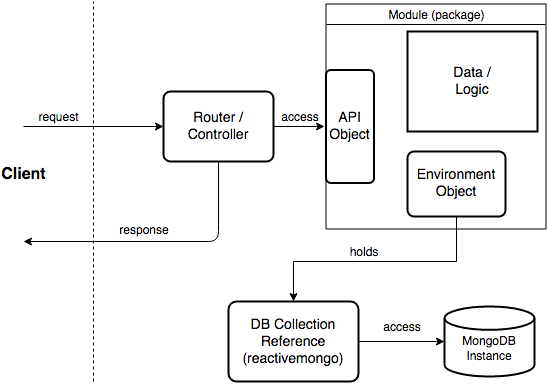 Module (package)
Data /
Logic
request
Router /
Controller
access
API
Object
Client
Environment
Object
response
holds
DB Collection
Reference
(reactivemongo)
access
MongoDB
Instance